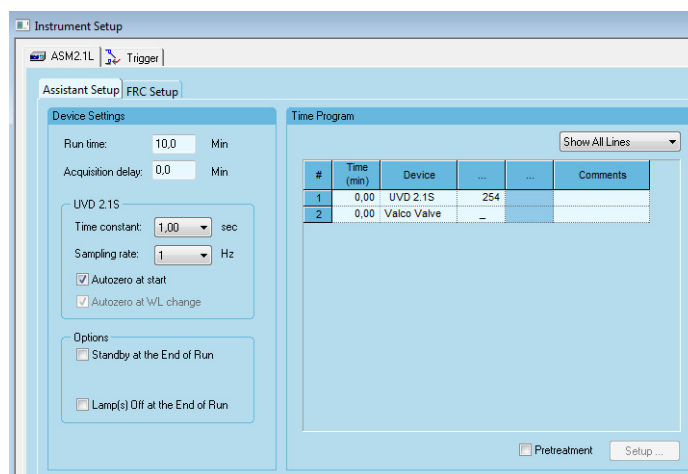 Instrument Setup
ASM2.1L Trigger
Assistant Setup FRC Setup
Device Settings
Run time: 10,0 Min
Acquisition delay: 0,0 Min
UVD 2.1S
Time constant: 1,00 sec
Sampling rate: 1 Hz
Autozero at start
Autozero at WL change
Options
Standby at the End of Run
Lamp(s) Off at the End of Run
Time Program
Show All Lines
# Time (min) Device ... ... Comments
1 0,00 UVD 2.1S 254
2 0,00 Valco Valve _
Pretreatment Setup ...